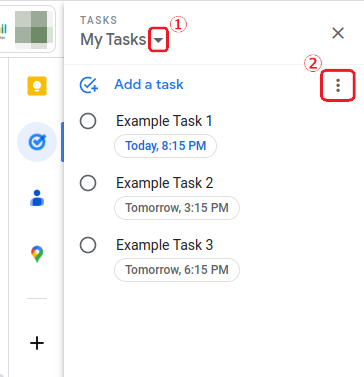 TASKS
①
My Tasks
②
Add a task
Example Task 1
Today, 8:15 PM
Example Task 2
Tomorrow, 3:15 PM
Example Task 3
Tomorrow, 6:15 PM